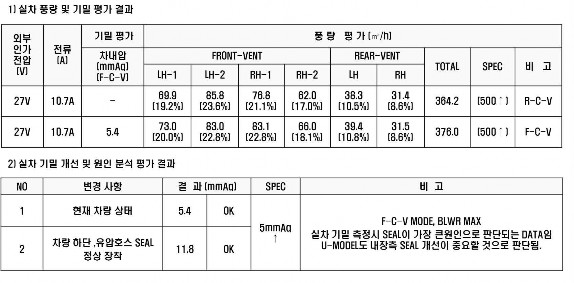 1) 실차 풍량 및 기밀 평가 결과
외부 인가 전압 (V) 전류 (A) 기밀 평가 풍 량 평 가 (㎥/h)
차내압 (mmAq) (F-C-V) FRONT-VENT REAR-VENT TOTAL SPEC 비 고
LH-1 LH-2 RH-1 RH-2 LH RH
27V 10.7A - 69.9 (19.2%) 85.8 (23.6%) 76.8 (21.1%) 62.0 (17.0%) 38.3 (10.5%) 31.4 (8.6%) 364.2 (500↑) R-C-V
27V 10.7A 5.4 73.0 (20.0%) 83.0 (22.8%) 83.1 (22.8%) 66.0 (18.1%) 39.4 (10.8%) 31.5 (8.6%) 376.0 (500↑) F-C-V
2) 실차 기밀 개선 및 원인 분석 평가 결과
NO 변경 사항 결 과 (mmAq) SPEC 비 고
1 현재 차량 상태 5.4 OK
2 차량 하단 ,유압호스 SEAL 정상 장작 11.8 OK
5mmAq ↑
F-C-V MODE, BLWR MAX
실차 기밀 측정시 SEAL이 가장 큰원인으로 판단되는 DATA임
U-MODEL도 내장측 SEAL 개선이 중요할 것으로 판단됨.